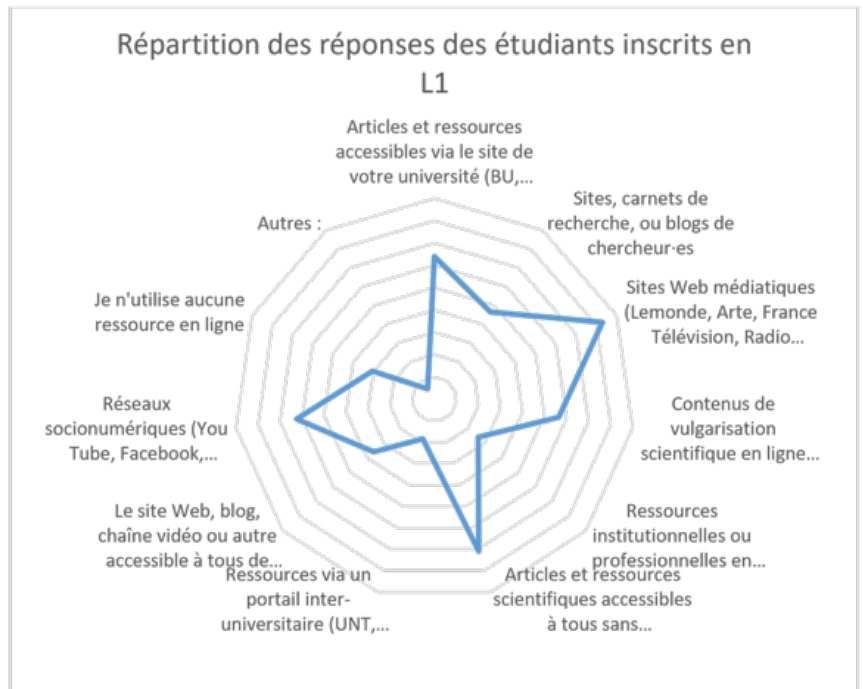 Répartition des réponses des étudiants inscrits en
L1
Articles et ressources
accessibles via le site de
votre université (BU,...
Sites, carnets de
recherche, ou blogs de
chercheur·es
Sites Web médiatiques
(Lemonde, Arte, France
Télévision, Radio...
Contenus de
vulgarisation
scientifique en ligne...
Ressources
institutionnelles ou
professionnelles en...
Articles et ressources
scientifiques accessibles
à tous sans...
Ressources via un
portail inter-
universitaire (UNT,...
Le site Web, blog,
chaîne vidéo ou autre
accessible à tous de...
Réseaux
socionumériques (You
Tube, Facebook,...
Je n'utilise aucune
ressource en ligne
Autres :